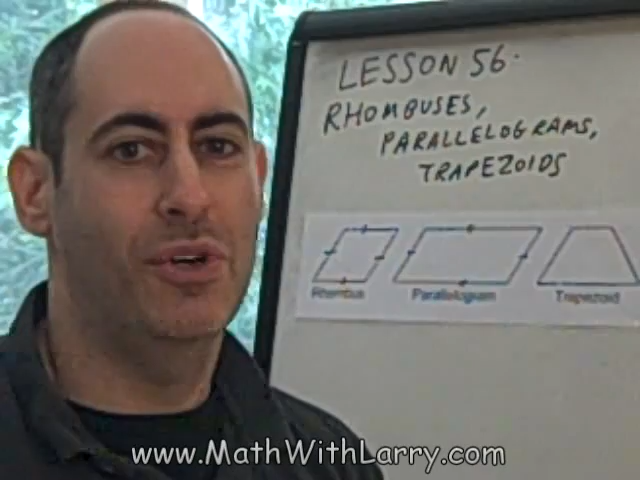 LESSON 56.
RHOMBUSES,
PARALLELOGRAMS,
TRAPEZOIDS
Rhombus Parallelogram Trapezoid
www.MathWithLarry.com